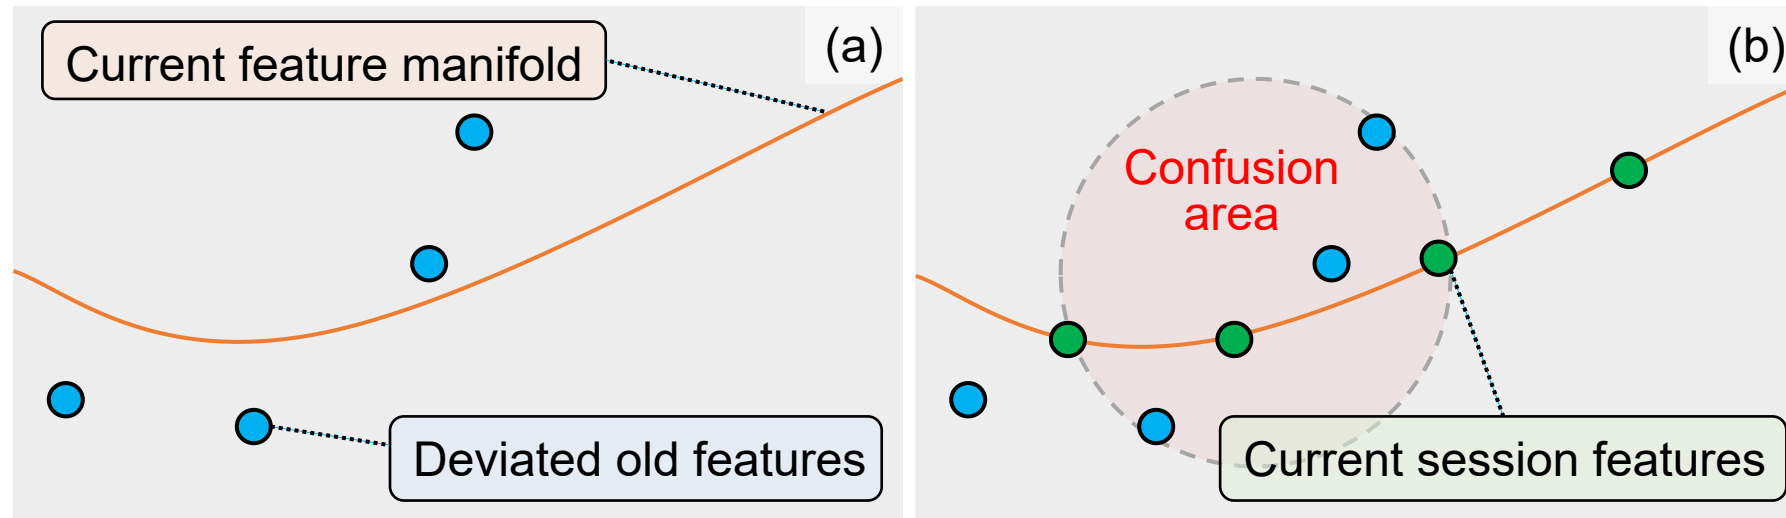 Current feature manifold
(a)
Deviated old features
(b)
Confusion
area
Current session features